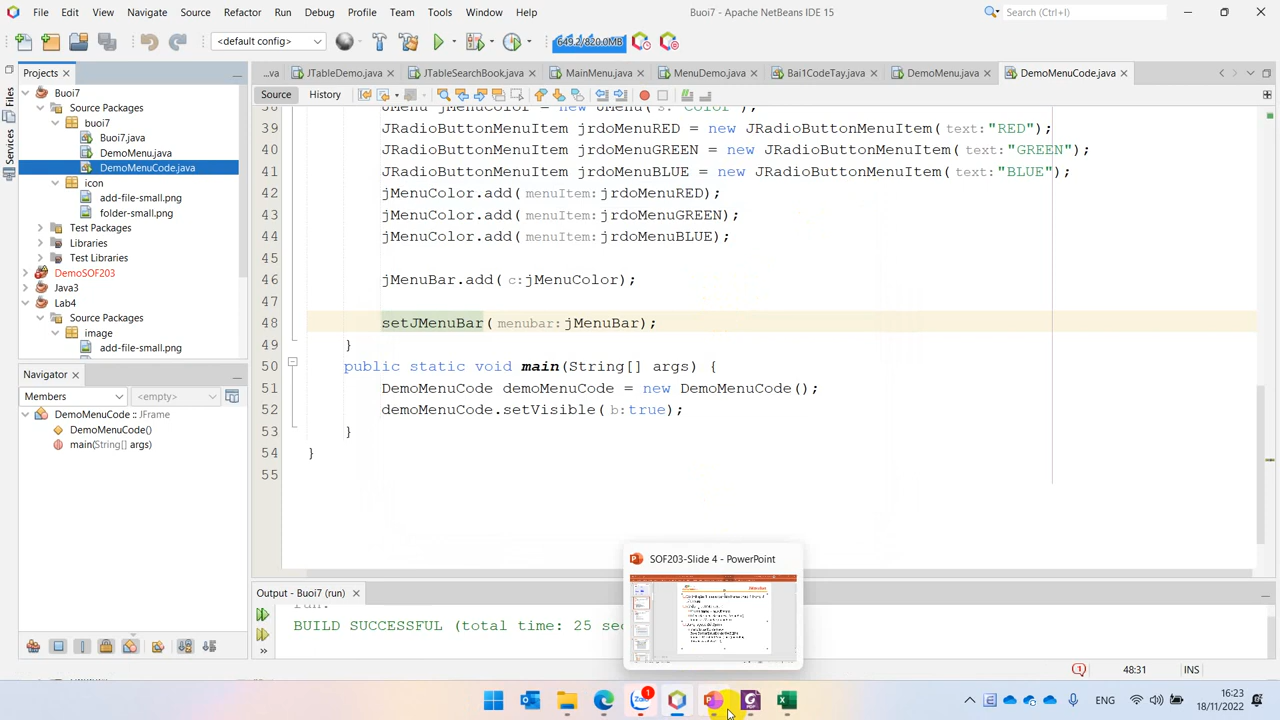 File Edit View Navigate Source Refactor Run Debug Profile Team Tools Window Help
Buoi7 - Apache NetBeans IDE 15
Search (Ctrl+I)
<default config>
649.2/820.0MB
Projects
...va JTableDemo.java JTableSearchBook.java MainMenu.java MenuDemo.java Bai1CodeTay.java DemoMenu.java DemoMenuCode.java
Files
Services
Source History
Buoi7
Source Packages
buoi7
Buoi7.java
DemoMenu.java
DemoMenuCode.java
icon
add-file-small.png
folder-small.png
Test Packages
Libraries
Test Libraries
DemoSOF203
Java3
Lab4
Source Packages
image
add-file-small.png
Navigator
Members <empty>
DemoMenuCode :: JFrame
DemoMenuCode()
main(String[] args)
39 JRadioButtonMenuItem jrdoMenuRED = new JRadioButtonMenuItem( text:"RED");
40 JRadioButtonMenuItem jrdoMenuGREEN = new JRadioButtonMenuItem( text:"GREEN");
41 JRadioButtonMenuItem jrdoMenuBLUE = new JRadioButtonMenuItem( text:"BLUE");
42 jMenuColor.add( menuItem:jrdoMenuRED);
43 jMenuColor.add( menuItem:jrdoMenuGREEN);
44 jMenuColor.add( menuItem:jrdoMenuBLUE);
45
46 jMenuBar.add( c:jMenuColor);
47
48 setJMenuBar( menubar:jMenuBar);
49 }
50 public static void main(String[] args) {
51 DemoMenuCode demoMenuCode = new DemoMenuCode();
52 demoMenuCode.setVisible( b:true);
53 }
54 }
55
Output - Buoi7 (run)
run:
BUILD SUCCESSFUL (total time: 25 sec
SOF203-Slide 4 - PowerPoint
48:31 INS
Zalo 1
PDF
ENG
16:23
18/11/2022